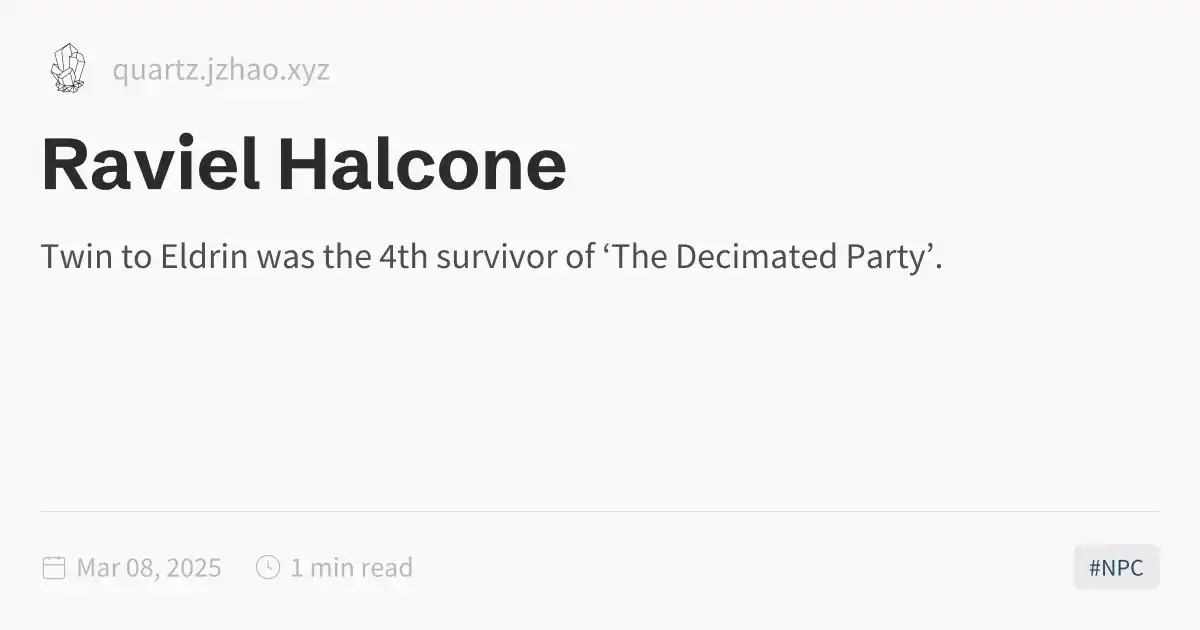 quartz.jzhao.xyz
Raviel Halcone
Twin to Eldrin was the 4th survivor of ‘The Decimated Party’.
Mar 08, 2025
1 min read
#NPC